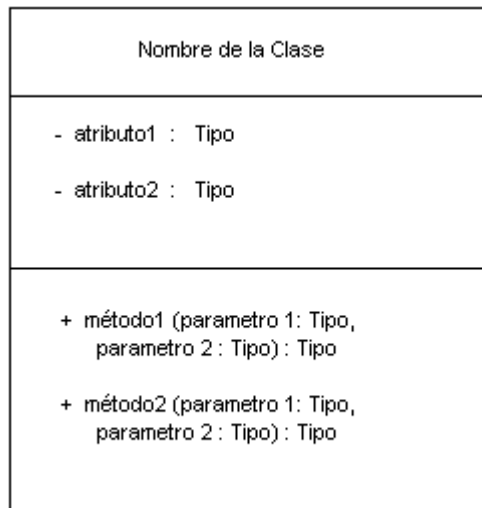 Nombre de la Clase
- atributo1 : Tipo
- atributo2 : Tipo
+ método1 (parametro 1: Tipo,
parametro 2 : Tipo) : Tipo
+ método2 (parametro 1: Tipo,
parametro 2 : Tipo) : Tipo